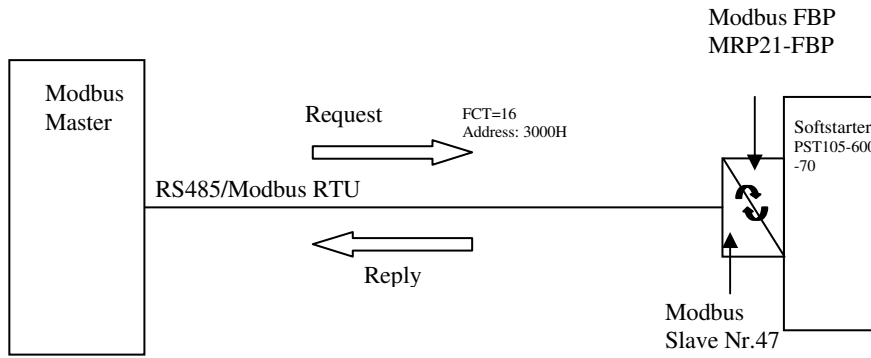 Modbus FBP
MRP21-FBP
Modbus
Master
Request
FCT=16
Address: 3000H
Softstarter
PST105-600
-70
RS485/Modbus RTU
Reply
Modbus
Slave Nr.47